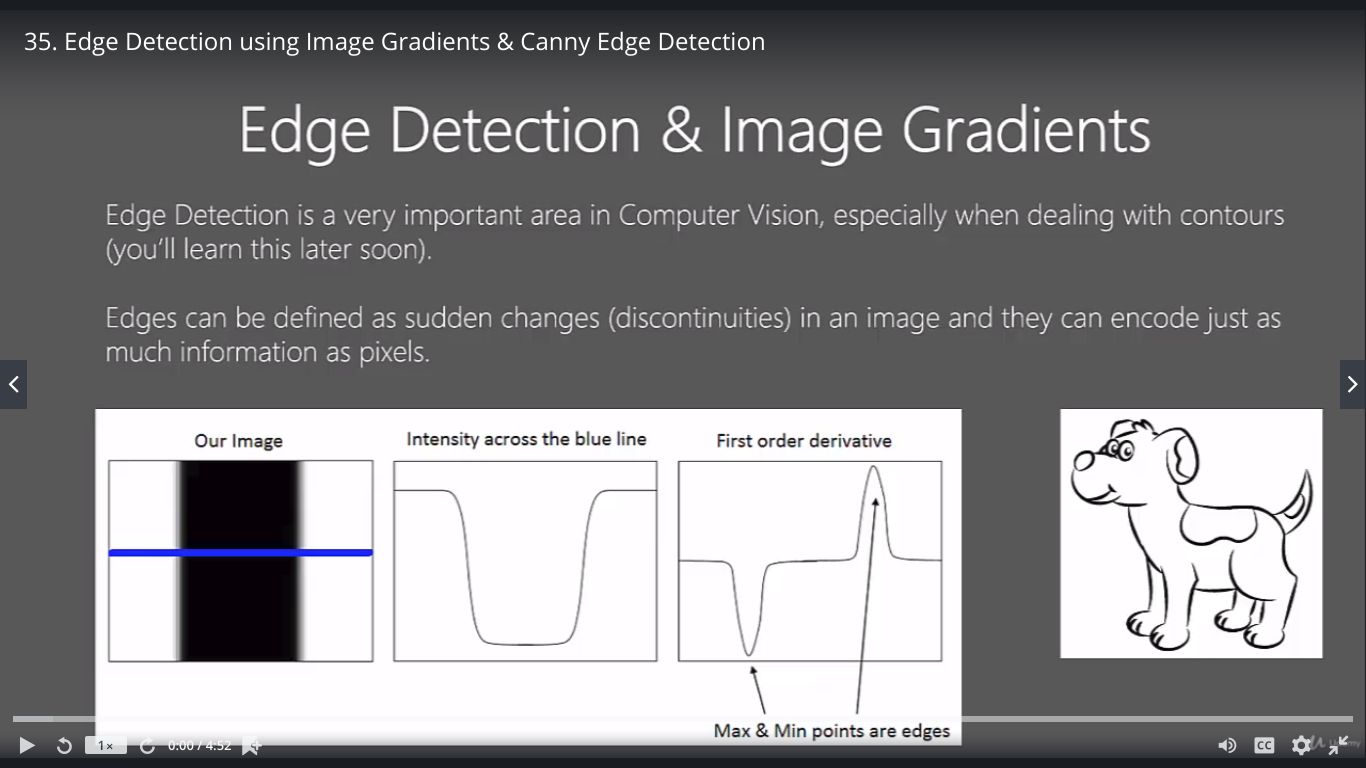 35. Edge Detection using Image Gradients & Canny Edge Detection
Edge Detection & Image Gradients
Edge Detection is a very important area in Computer Vision, especially when dealing with contours
(you'll learn this later soon).
Edges can be defined as sudden changes (discontinuities) in an image and they can encode just as
much information as pixels.
Our Image
Intensity across the blue line
First order derivative
Max & Min points are edges
1×
0:00 / 4:52
CC